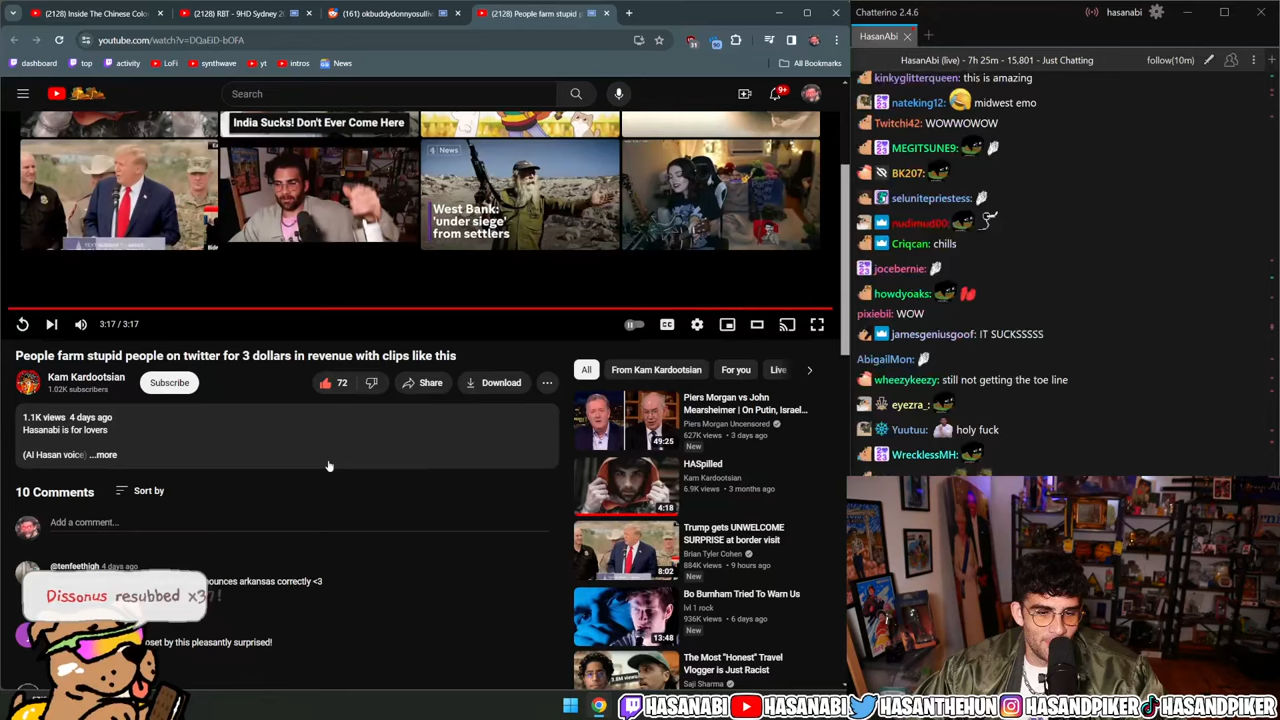 (2128) Inside The Chinese Color
(2128) RBT - 9HD Sydney 20
(161) okbuddydonnyosulliv
(2128) People farm stupid p
Chatterino 2.4.6
hasanabi
youtube.com/watch?v=DQaEiD-bOFA
HasanAbi
dashboard
top
activity
LoFi
synthwave
yt
intros
News
All Bookmarks
HasanAbi (live) - 7h 25m - 15,801 - Just Chatting
follow(10m)
Search
9+
India Sucks! Don't Ever Come Here
4 News
West Bank:
'under siege'
from settlers
3:17 / 3:17
CC
People farm stupid people on twitter for 3 dollars in revenue with clips like this
Kam Kardootsian
1.02K subscribers
Subscribe
72
Share
Download
1.1K views 4 days ago
Hasanabi is for lovers
(AI Hasan voice) ...more
10 Comments
Sort by
Add a comment...
@tenfeethigh 4 days ago
ounces arkansas correctly <3
Dissonus resubbed x37!
oset by this pleasantly surprised!
All
From Kam Kardootsian
For you
Live
Piers Morgan vs John
Mearsheimer | On Putin, Israel...
Piers Morgan Uncensored
627K views • 3 days ago
New
49:25
HASpilled
Kam Kardootsian
6.9K views • 3 months ago
4:18
Trump gets UNWELCOME
SURPRISE at border visit
Brian Tyler Cohen
884K views • 9 hours ago
New
8:02
Bo Burnham Tried To Warn Us
lvl 1 rock
936K views • 6 days ago
New
13:48
The Most "Honest" Travel
Vlogger is Just Racist
Saji Sharma
kinkyglitterqueen: this is amazing
nateking12: midwest emo
Twitchi42: WOWWOWOW
MEGITSUNE9:
BK207:
selunitepriestess:
nudimud00:
Criqcan: chills
jocebernie:
howdyoaks:
pixiebii: WOW
jamesgeniusgoof: IT SUCKSSSSS
AbigailMon:
wheezykeezy: still not getting the toe line
eyezra_:
Yuutuu: holy fuck
WrecklessMH:
HASANABI
HASANABI
HASANTHEHUN
HASANDPIKER
HASANDPIKER